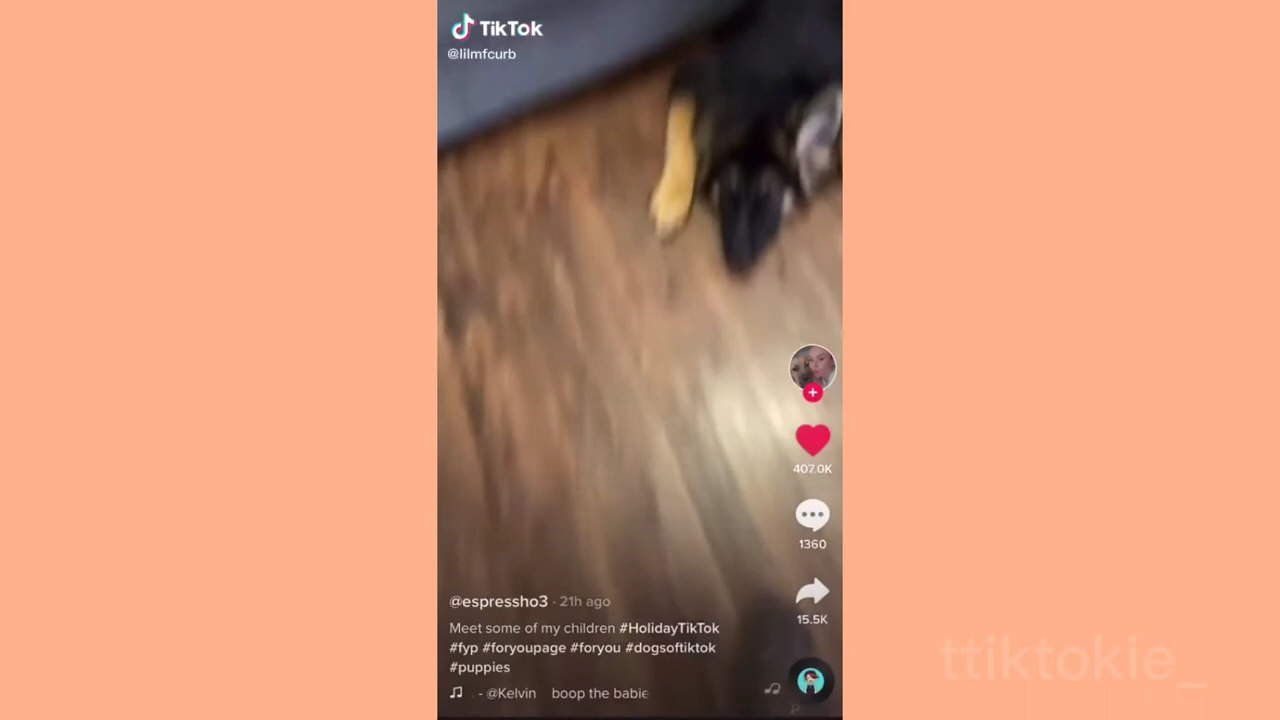 TikTok
@lilmfcurb
407.0K
1360
15.5K
@espressho3 · 21h ago
Meet some of my children #HolidayTikTok
#fyp #foryoupage #foryou #dogsoftiktok
#puppies
- @Kelvin boop the babie
ttiktokie_